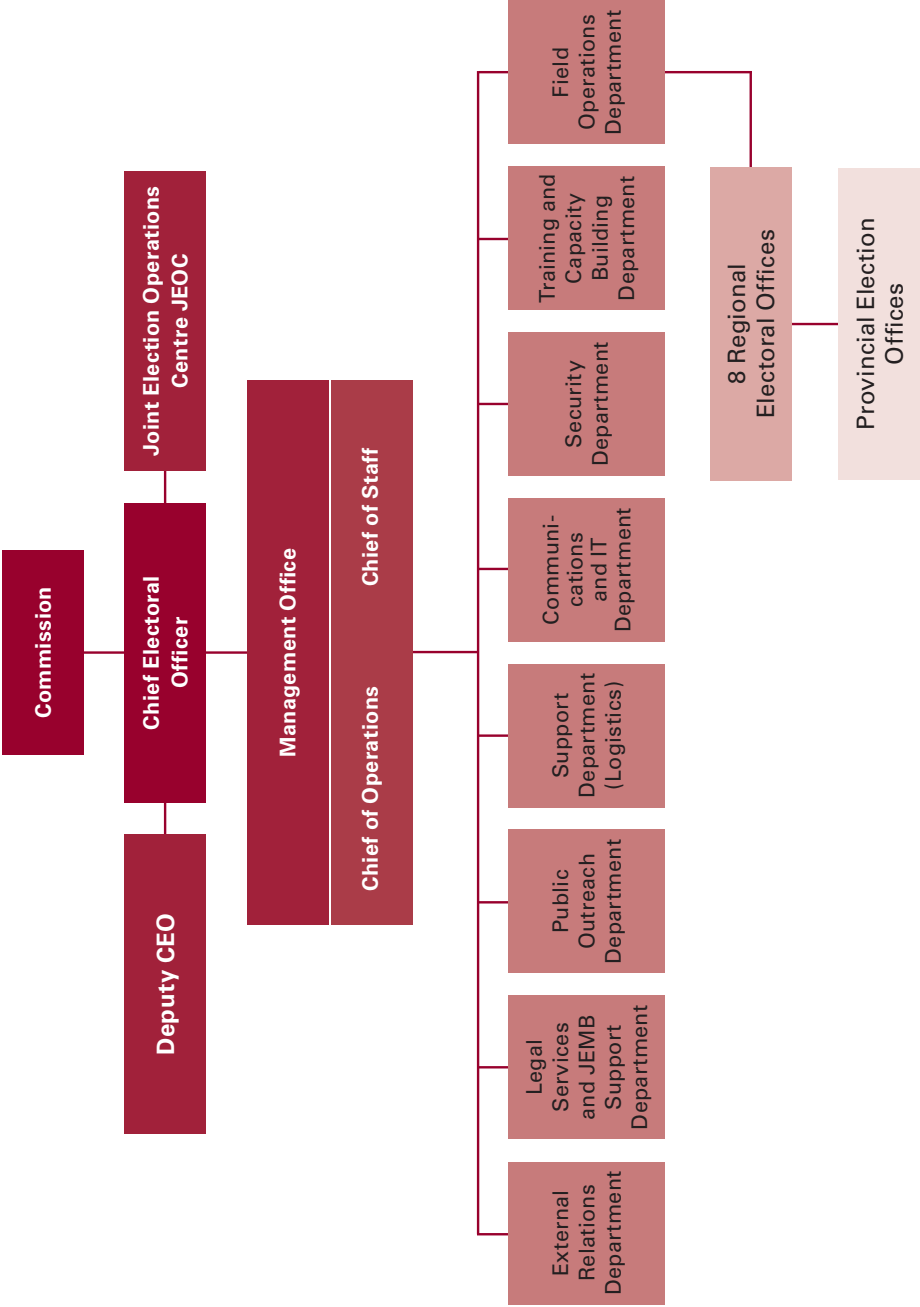 Commission
Deputy CEO
Chief Electoral
Officer
Joint Election Operations
Centre JEOC
Management Office
Chief of Operations
Chief of Staff
External
Relations
Department
Legal
Services
and JEMB
Support
Department
Public
Outreach
Department
Support
Department
(Logistics)
Communi-
cations
and IT
Department
Security
Department
Training and
Capacity
Building
Department
Field
Operations
Department
8 Regional
Electoral Offices
Provincial Election
Offices